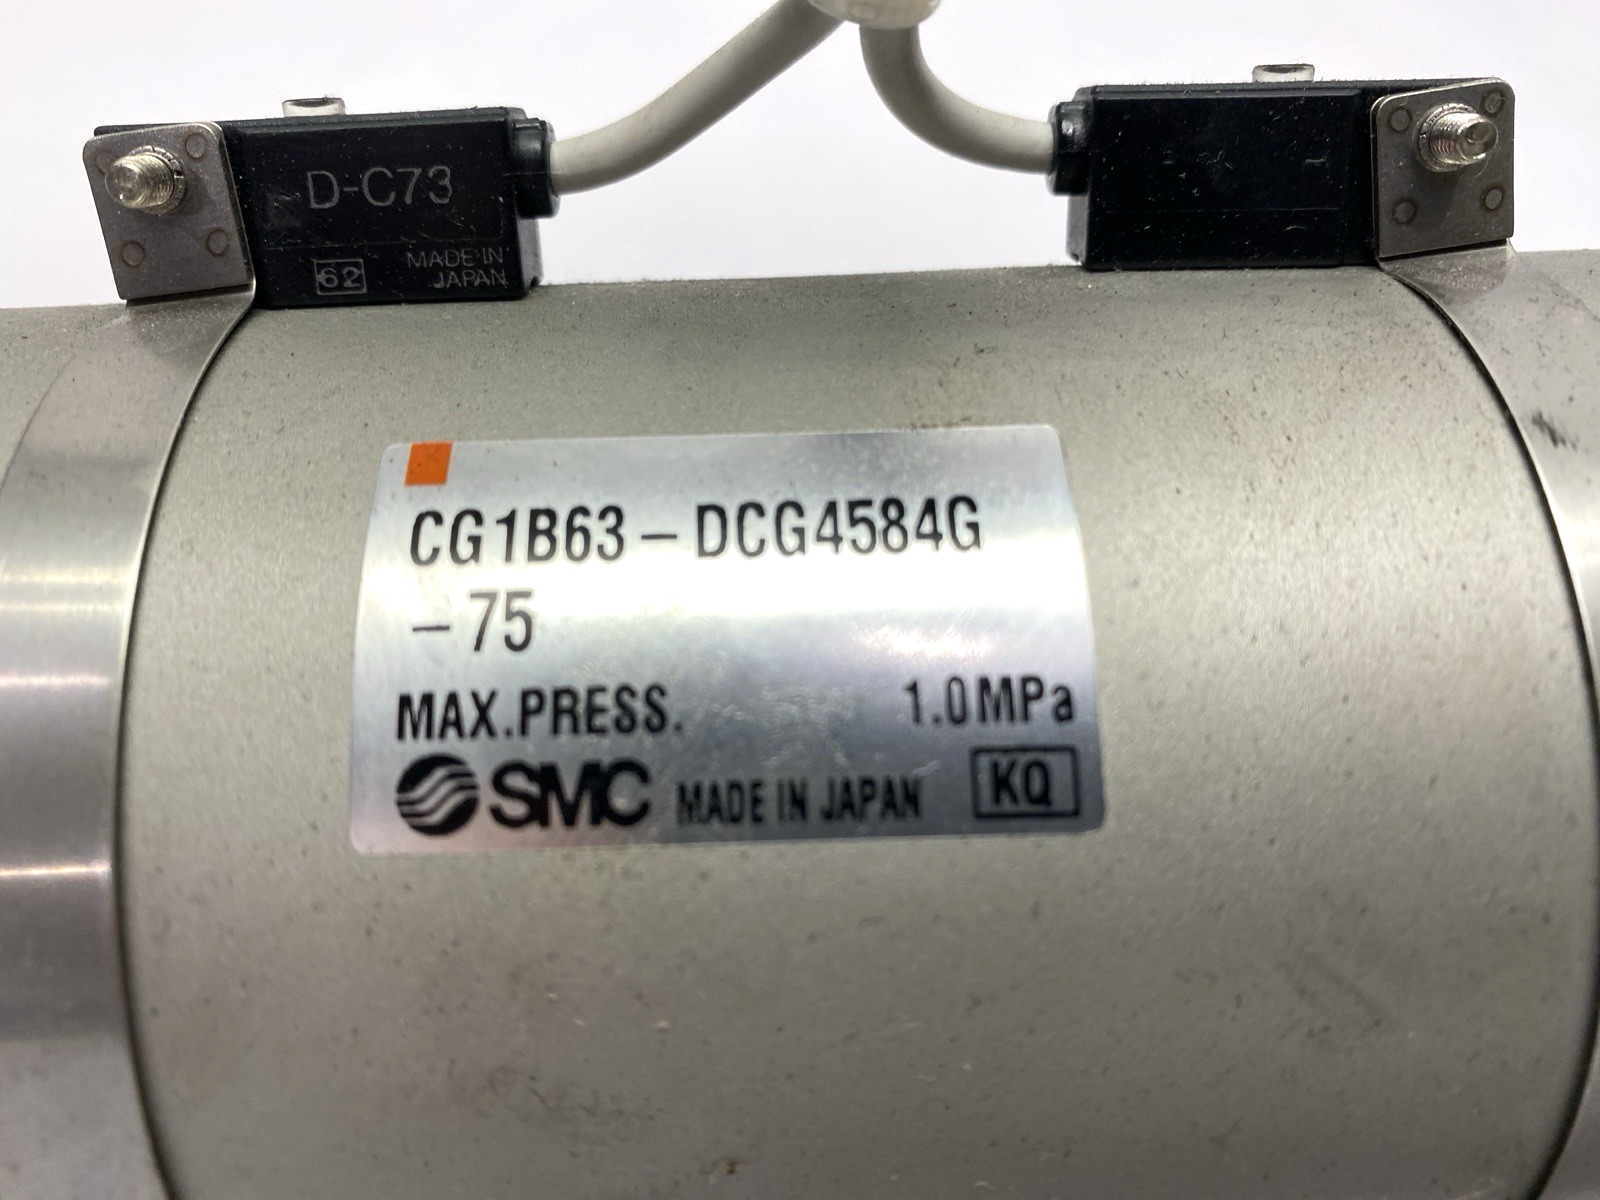 D-C73
62 MADE IN
JAPAN
CG1B63-DCG4584G
-75
MAX.PRESS. 1.0MPa
SMC MADE IN JAPAN KQ